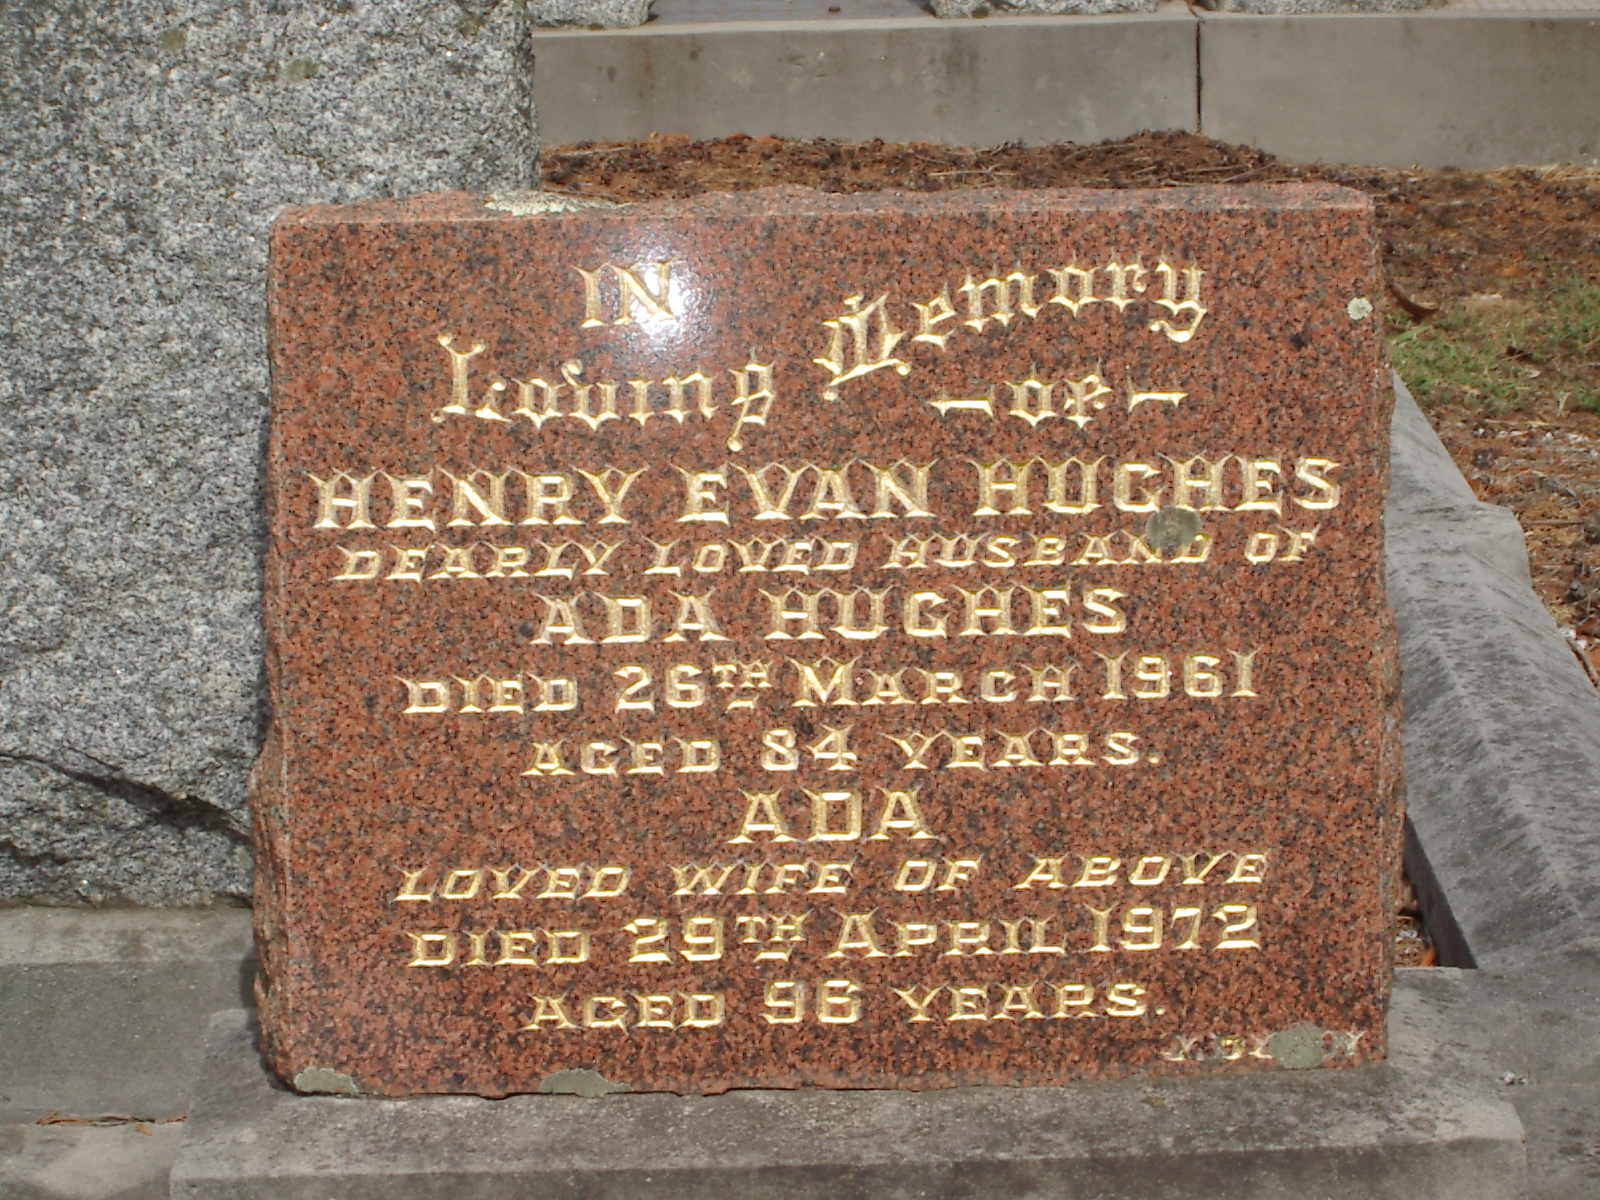 IN
Loving Memory
- of -
HENRY EVAN HUGHES
DEARLY LOVED HUSBAND OF
ADA HUGHES
DIED 26TH MARCH 1961
AGED 84 YEARS.
ADA
LOVED WIFE OF ABOVE
DIED 29TH APRIL 1972
AGED 96 YEARS.